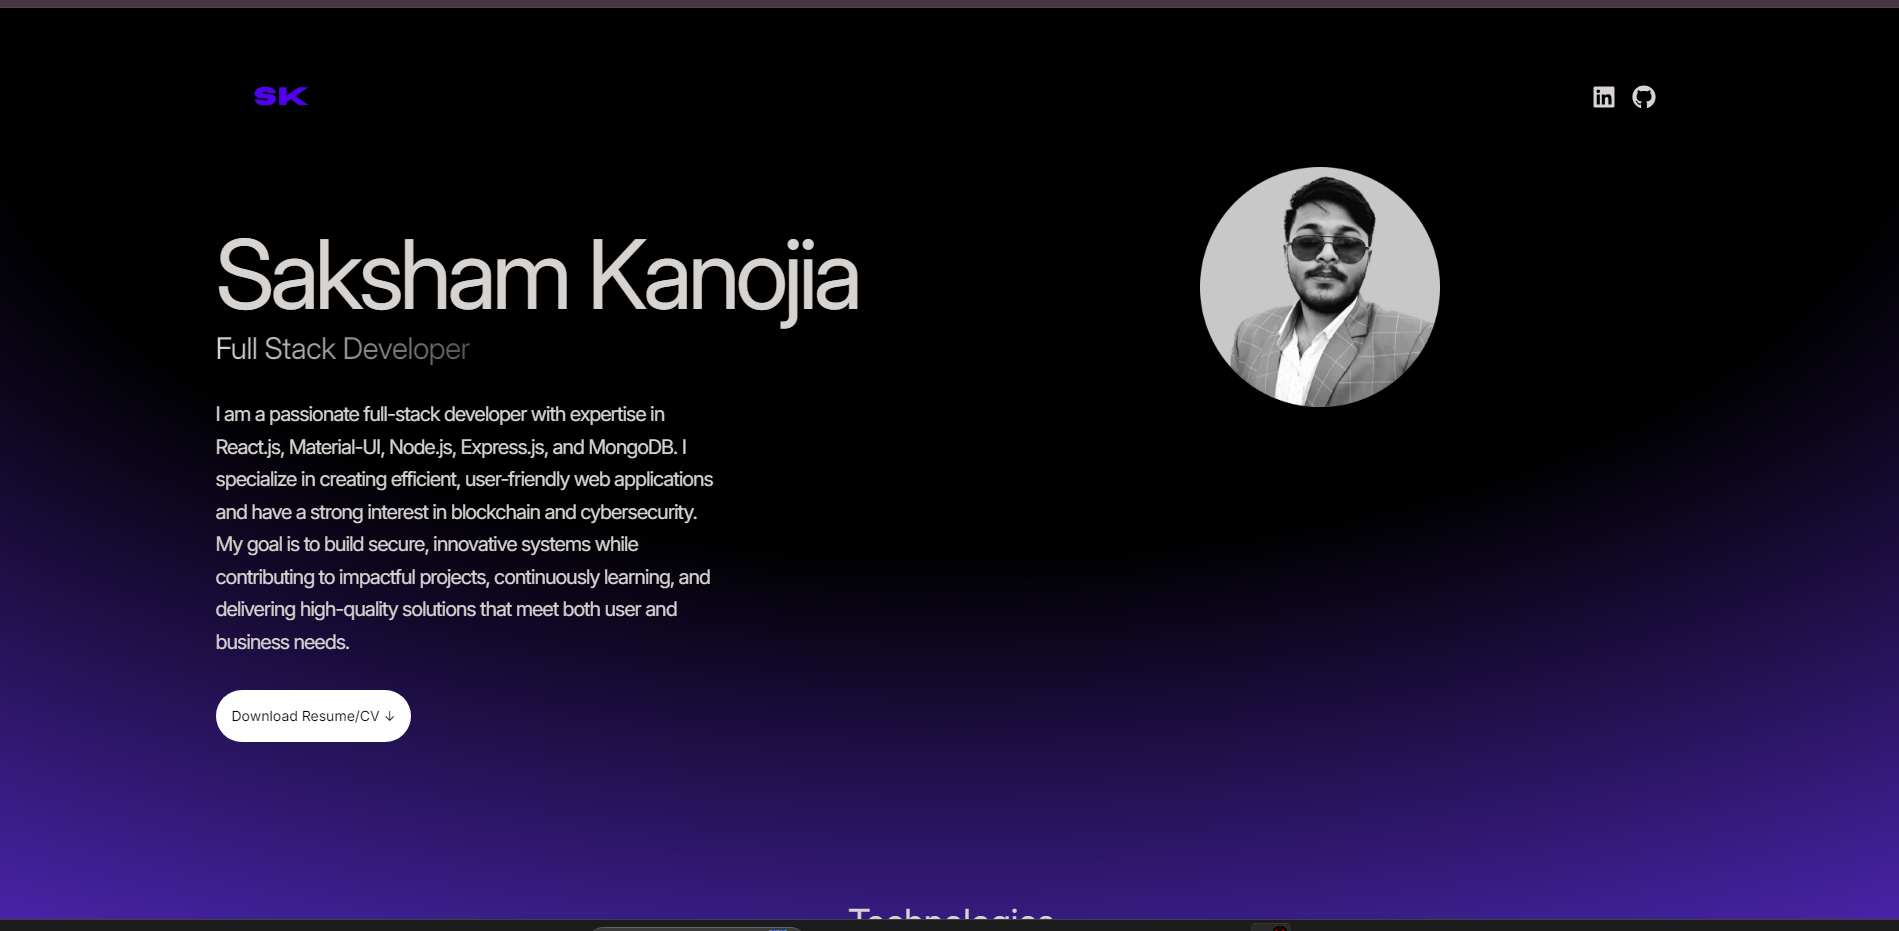 SK
Saksham Kanojia
Full Stack Developer
I am a passionate full-stack developer with expertise in
React.js, Material-UI, Node.js, Express.js, and MongoDB. I
specialize in creating efficient, user-friendly web applications
and have a strong interest in blockchain and cybersecurity.
My goal is to build secure, innovative systems while
contributing to impactful projects, continuously learning, and
delivering high-quality solutions that meet both user and
business needs.
Download Resume/CV ↓
Technologies